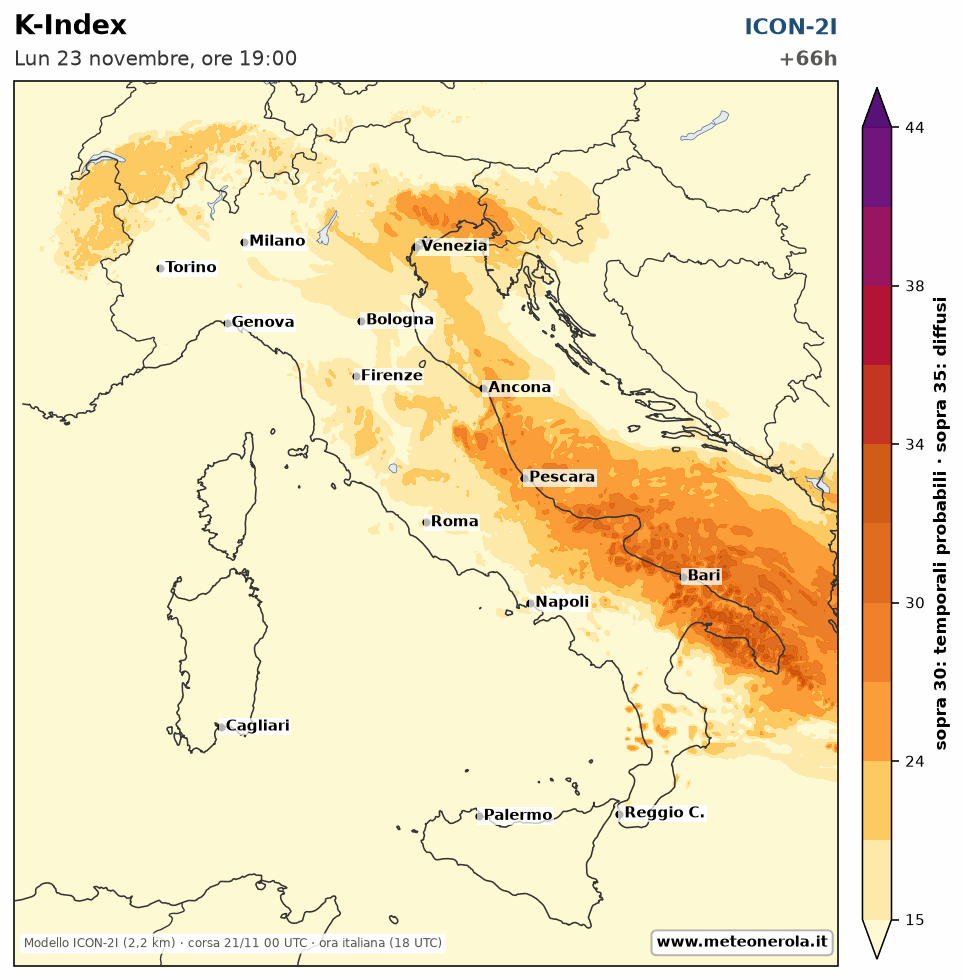 K-Index
ICON-2I
Lun 23 novembre, ore 19:00
+66h
Milano
Venezia
Torino
Genova
Bologna
Firenze
Ancona
Pescara
Roma
Bari
Napoli
Cagliari
Palermo
Reggio C.
44
38
34
30
24
15
sopra 30: temporali probabili · sopra 35: diffusi
Modello ICON-2I (2,2 km) · corsa 21/11 00 UTC · ora italiana (18 UTC)
www.meteonerola.it